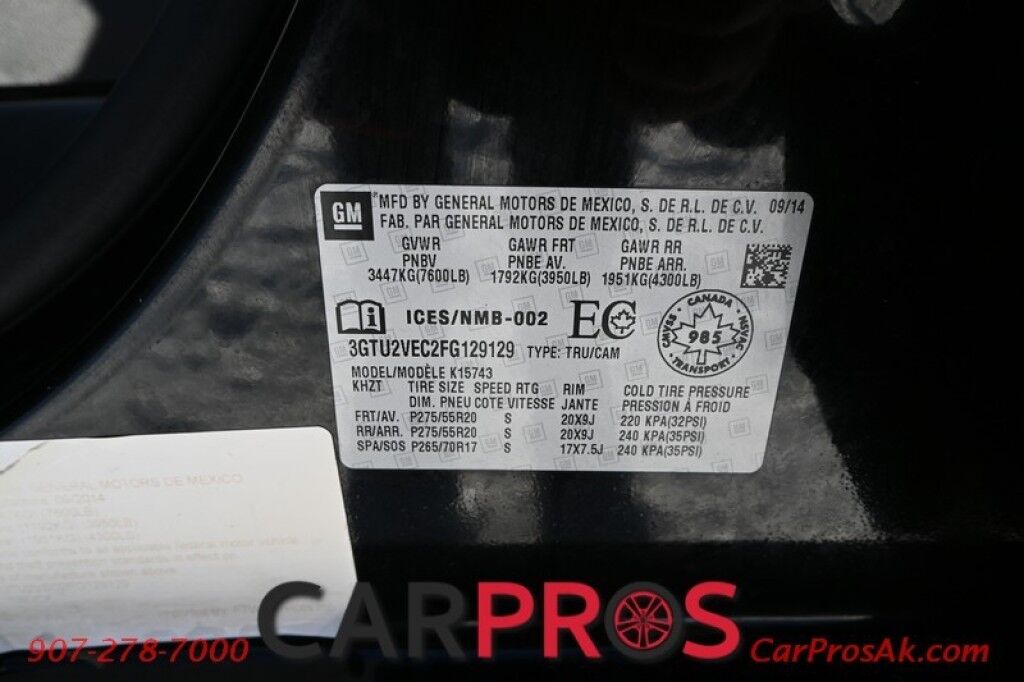 GM
MFD BY GENERAL MOTORS DE MEXICO, S. DE R.L. DE C.V. 09/14
FAB. PAR GENERAL MOTORS DE MEXICO, S. DE R.L. DE C.V.
GVWR GAWR FRT GAWR RR
PNBV PNBE AV. PNBE ARR.
3447KG(7600LB) 1792KG(3950LB) 1951KG(4300LB)
ICES/NMB-002 EC
CANADA
985
TRANSPORT
3GTU2VEC2FG129129 TYPE: TRU/CAM
MODEL/MODÈLE K15743
KHZT TIRE SIZE SPEED RTG RIM COLD TIRE PRESSURE
DIM. PNEU COTE VITESSE JANTE PRESSION À FROID
FRT/AV. P275/55R20 S 20X9J 220 KPA(32PSI)
RR/ARR. P275/55R20 S 20X9J 240 KPA(35PSI)
SPA/SOS P265/70R17 S 17X7.5J 240 KPA(35PSI)
GENERAL MOTORS DE MEXICO
CARPROS
907-278-7000
CarProsAk.com